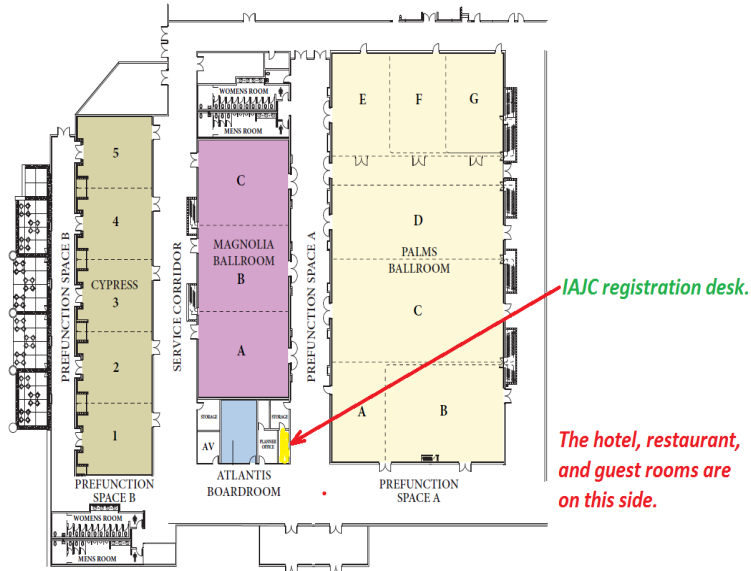 WOMENS ROOM
MENS ROOM
E
F
G
5
4
CYPRESS
3
2
1
PREFUNCTION SPACE B
SERVICE CORRIDOR
C
MAGNOLIA
BALLROOM
B
A
PREFUNCTION SPACE A
D
PALMS
BALLROOM
C
A
B
IAJC registration desk.
STORAGE
STORAGE
AV
PLANNER
OFFICE
ATLANTIS
BOARDROOM
PREFUNCTION
SPACE B
PREFUNCTION
SPACE A
The hotel, restaurant,
and guest rooms are
on this side.
WOMENS ROOM
MENS ROOM